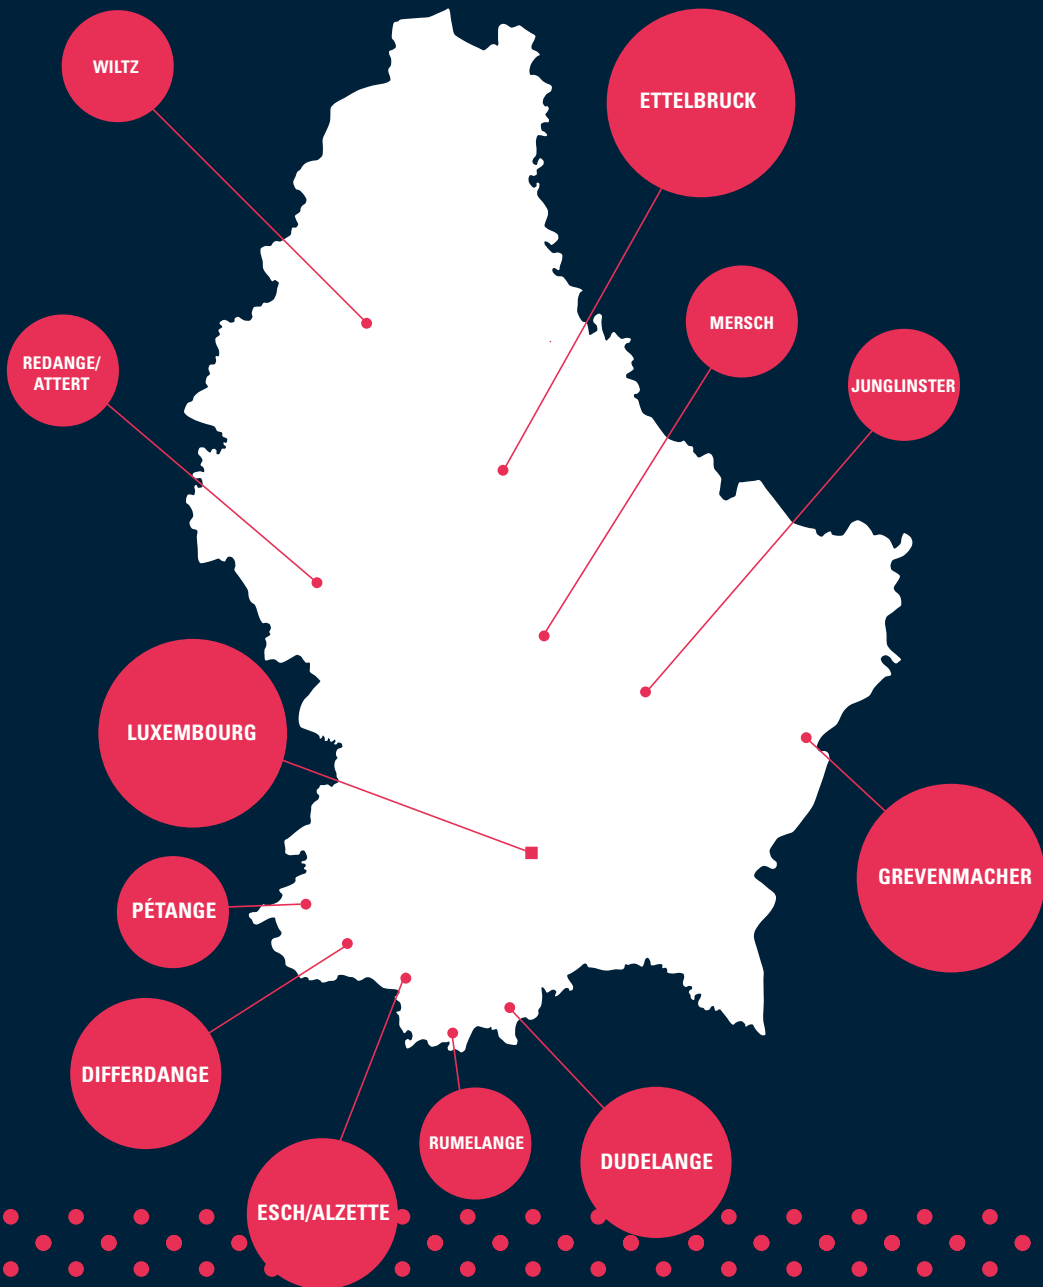 WILTZ
ETTELBRUCK
MERSCH
REDANGE/
ATTERT
JUNGLINSTER
LUXEMBOURG
GREVENMACHER
PÉTANGE
DIFFERDANGE
RUMELANGE
DUDELANGE
ESCH/ALZETTE